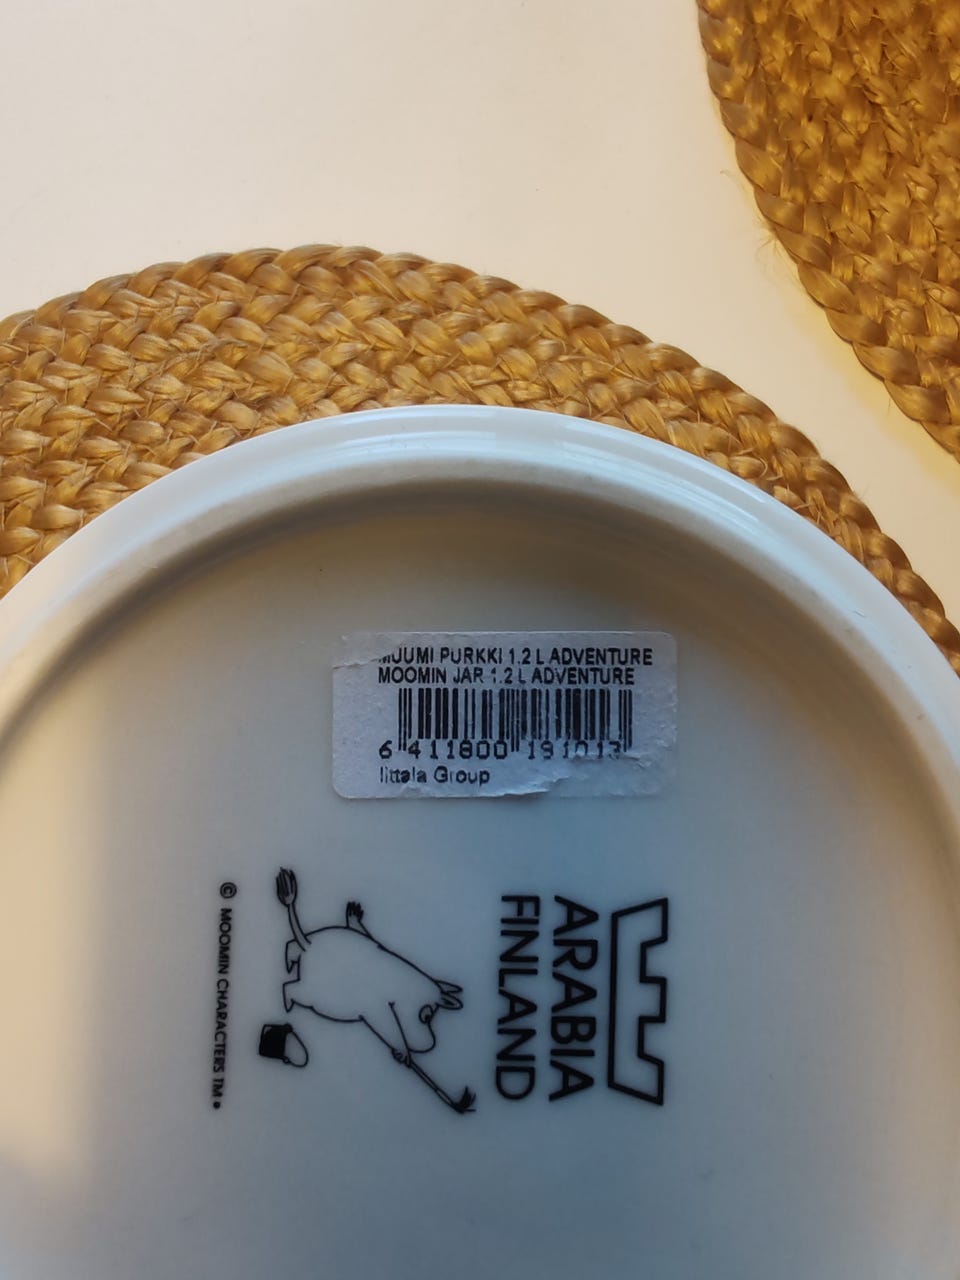 MUUMI PURKKI 1.2 L ADVENTURE
MOOMIN JAR 1.2 L ADVENTURE
6 411800 191013
Iittala Group
ARABIA
FINLAND
© MOOMIN CHARACTERS TM